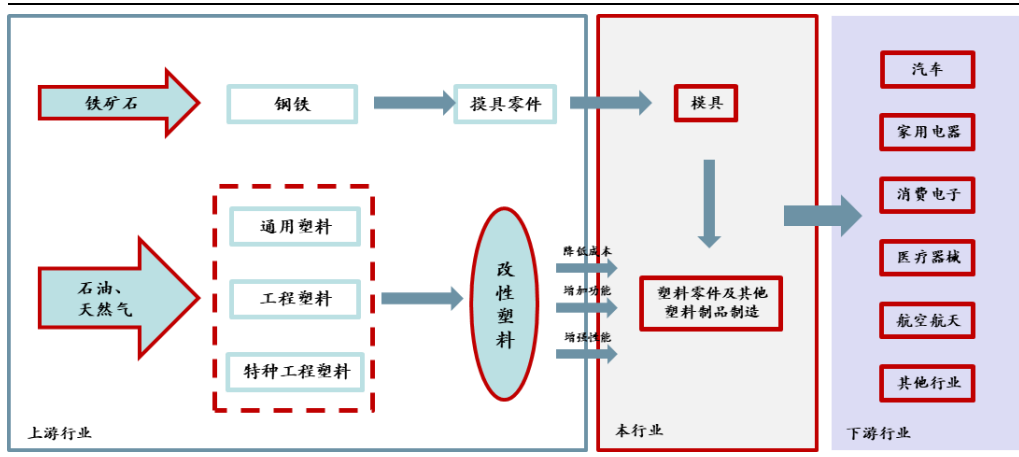 铁矿石
钢铁
模具零件
模具
石油、
天然气
通用塑料
工程塑料
特种工程塑料
改
性
塑
料
降低成本
增加功能
增强性能
塑料零件及其他
塑料制品制造
汽车
家用电器
消费电子
医疗器械
航空航天
其他行业
上游行业
本行业
下游行业